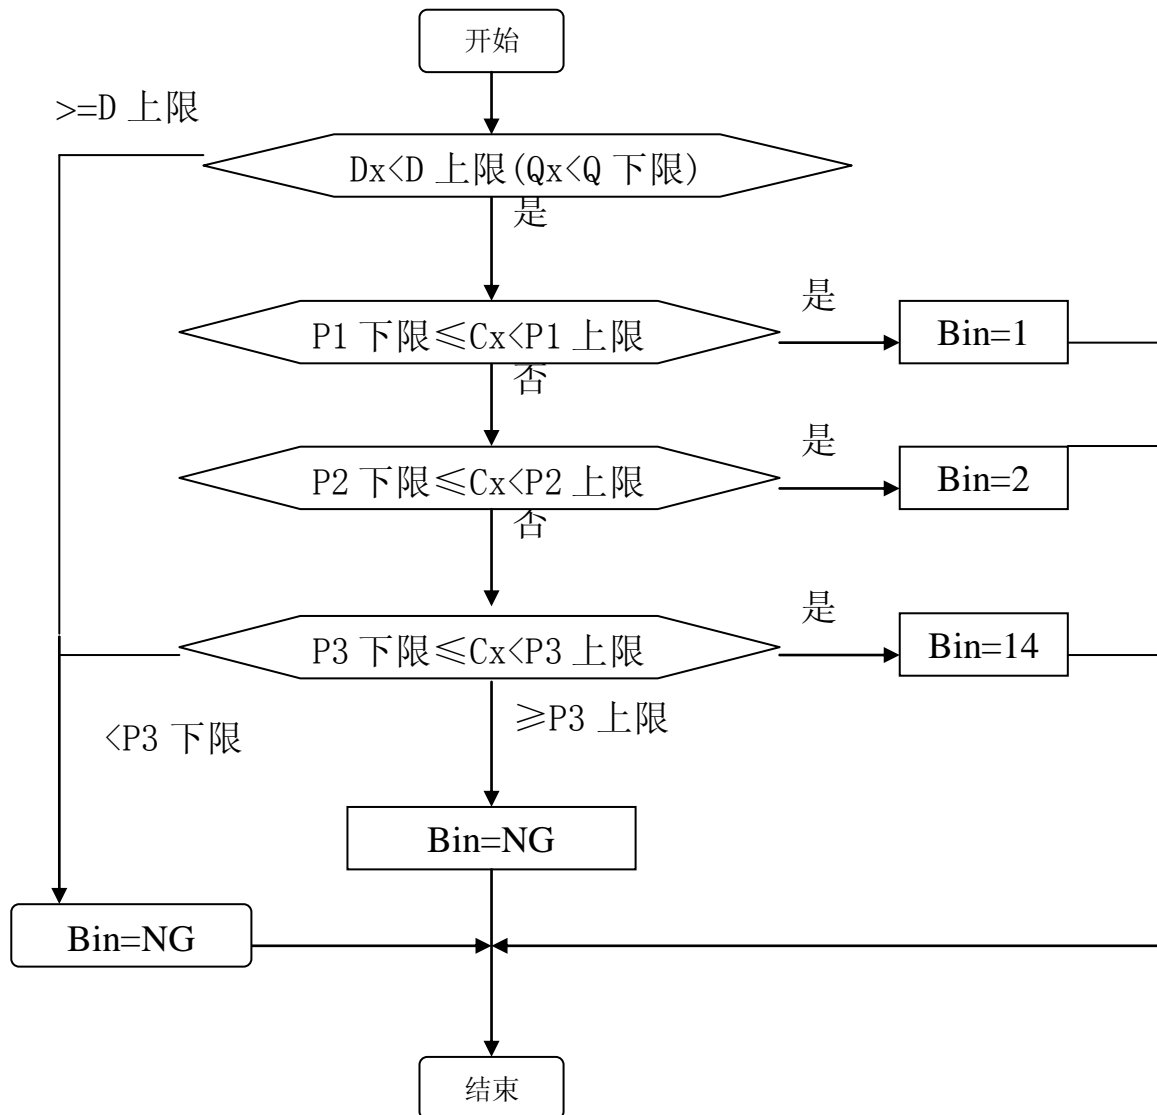 开始
>=D 上限
Dx<D 上限(Qx<Q 下限)
是
P1 下限≤Cx<P1 上限
是
Bin=1
否
P2 下限≤Cx<P2 上限
是
Bin=2
否
P3 下限≤Cx<P3 上限
是
Bin=14
<P3 下限
≥P3 上限
Bin=NG
Bin=NG
结束